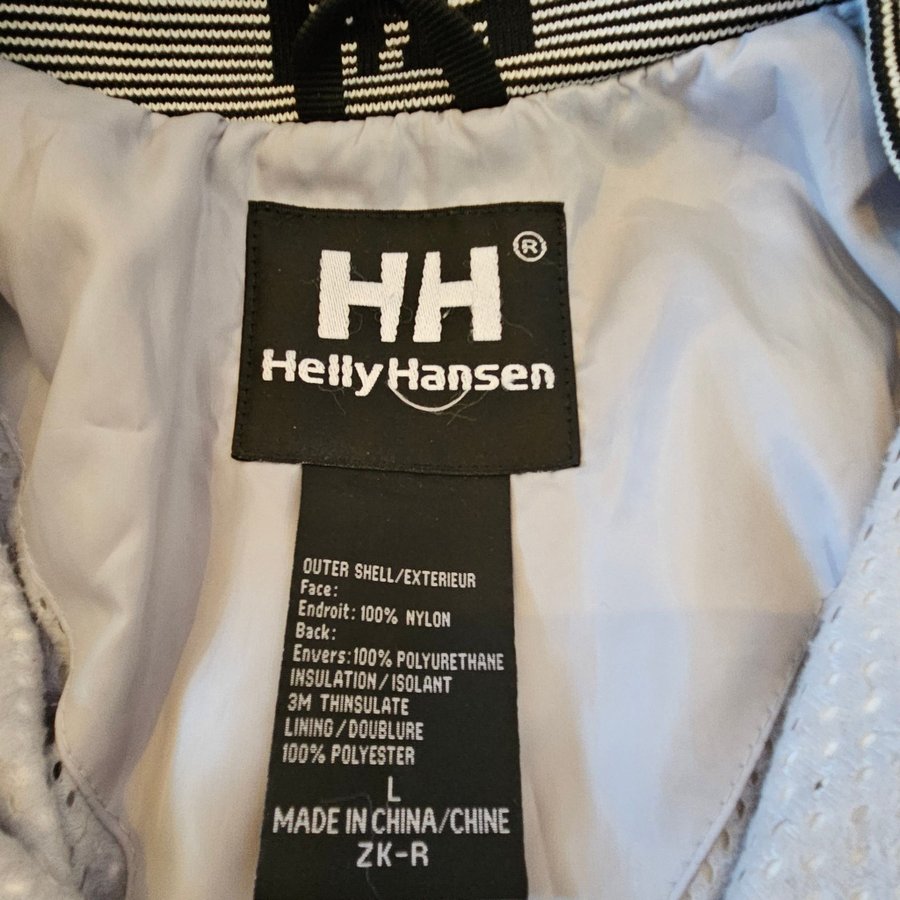 HH®
Helly Hansen
OUTER SHELL/EXTERIEUR
Face:
Endroit: 100% NYLON
Back:
Envers: 100% POLYURETHANE
INSULATION/ISOLANT
3M THINSULATE
LINING/DOUBLURE
100% POLYESTER
L
MADE IN CHINA/CHINE
ZK-R